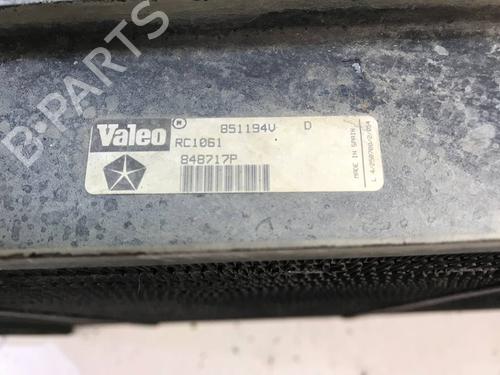 B-PARTS
Valeo ® 851194V D
RC1061
848717P
MADE IN SPAIN